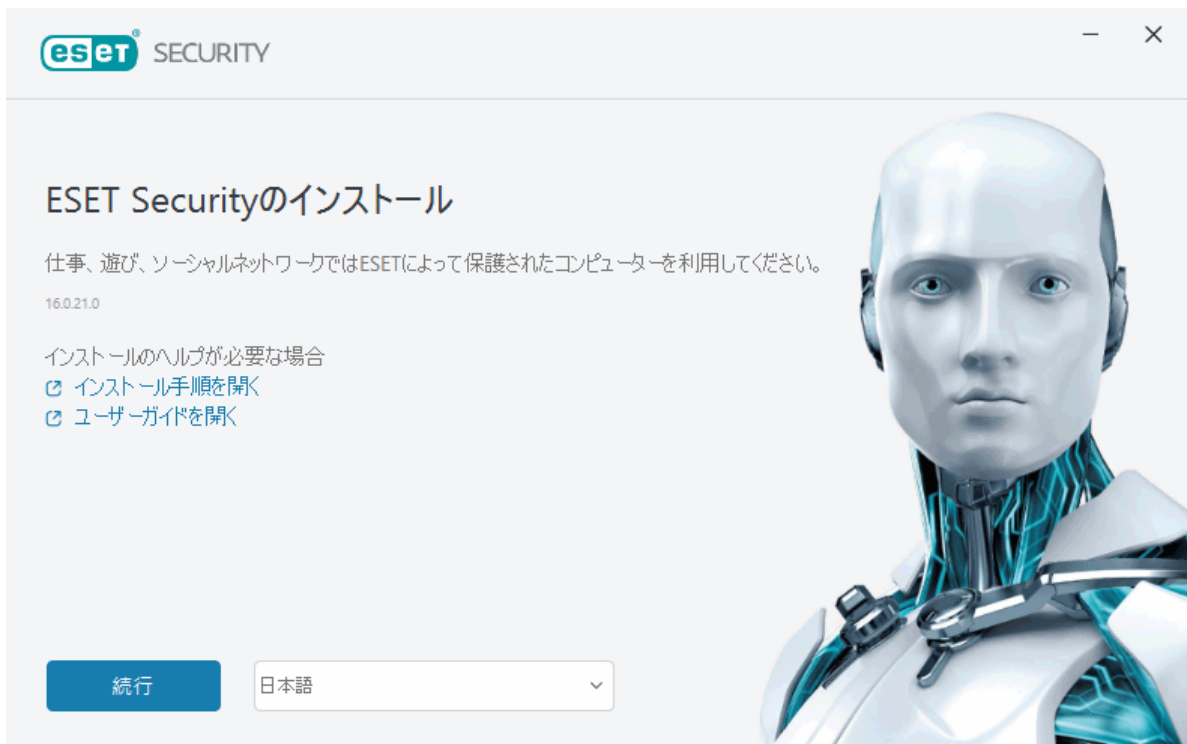 eset® SECURITY
ESET Securityのインストール
仕事、遊び、ソーシャルネットワークではESETによって保護されたコンピューターを利用してください。
16.0.21.0
インストールのヘルプが必要な場合
インストール手順を開く
ユーザーガイドを開く
続行
日本語